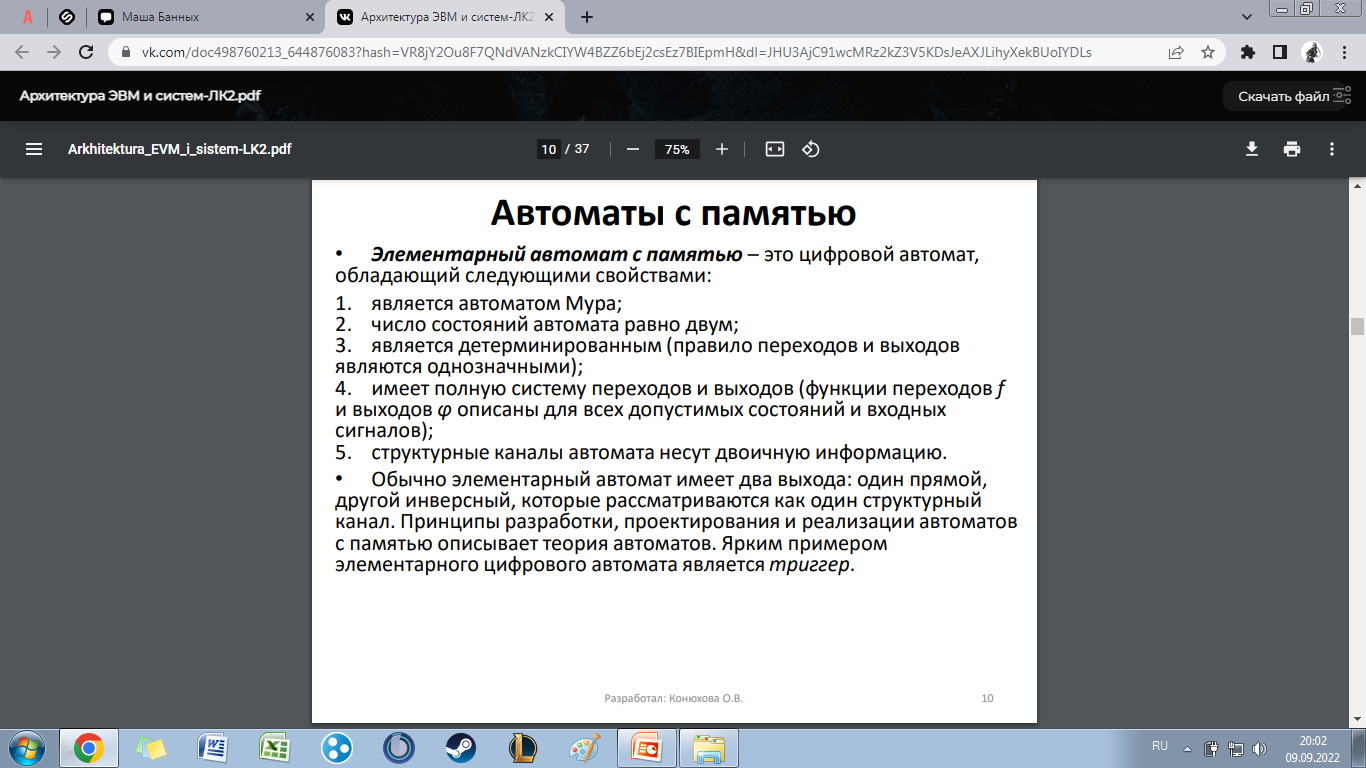 Маша Банных
Архитектура ЭВМ и систем-ЛК2
vk.com/doc498760213_644876083?hash=VR8jY2Ou8F7QNdVANzkCIYW4BZZ6bEj2csEz7BIEpmH&dl=JHU3AjC91wcMRz2kZ3V5KDsJeAXJLihyXekBUoIYDLs
Архитектура ЭВМ и систем-ЛК2.pdf
Скачать файл
Arkhitektura_EVM_i_sistem-LK2.pdf
10 / 37
75%
Автоматы с памятью
• Элементарный автомат с памятью – это цифровой автомат,
обладающий следующими свойствами:
1. является автоматом Мура;
2. число состояний автомата равно двум;
3. является детерминированным (правило переходов и выходов
являются однозначными);
4. имеет полную систему переходов и выходов (функции переходов f
и выходов φ описаны для всех допустимых состояний и входных
сигналов);
5. структурные каналы автомата несут двоичную информацию.
• Обычно элементарный автомат имеет два выхода: один прямой,
другой инверсный, которые рассматриваются как один структурный
канал. Принципы разработки, проектирования и реализации автоматов
с памятью описывает теория автоматов. Ярким примером
элементарного цифрового автомата является триггер.
Разработал: Конюхова О.В.
10
RU
20:02
09.09.2022